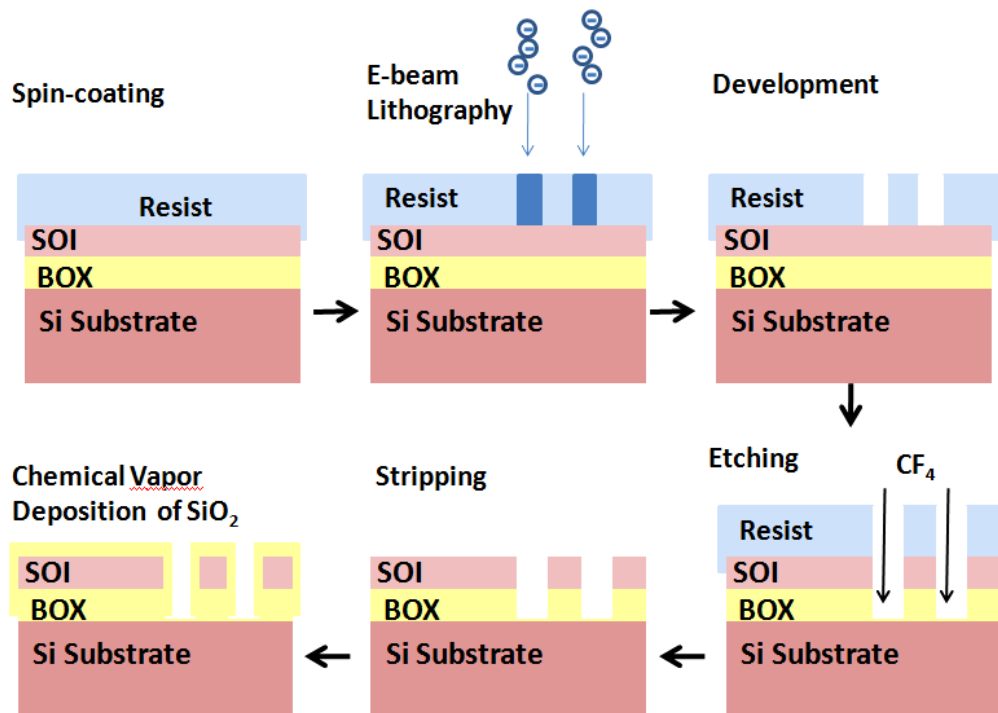 Spin-coating
Resist
SOI
BOX
Si Substrate
E-beam
Lithography
Resist
SOI
BOX
Si Substrate
Development
Resist
SOI
BOX
Si Substrate
Etching
CF₄
Resist
SOI
BOX
Si Substrate
Stripping
SOI
BOX
Si Substrate
Chemical Vapor
Deposition of SiO₂
SOI
BOX
Si Substrate